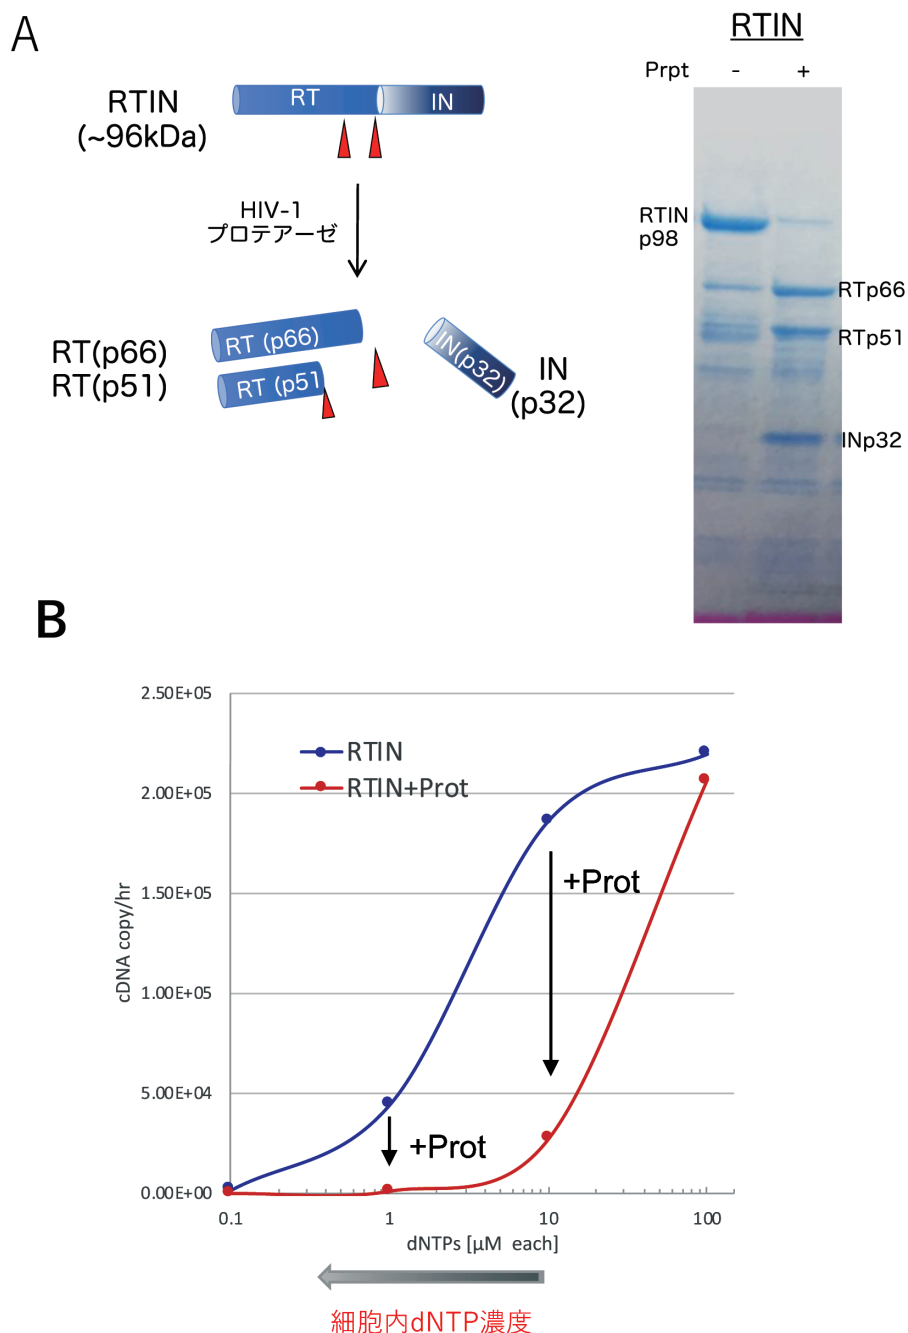 A
RTIN
(~96kDa)
RT
IN
HIV-1
プロテアーゼ
RT(p66)
RT(p51)
RT (p66)
RT (p51
IN(p32)
IN
(p32)
RTIN
Prpt
-
+
RTIN
p98
RTp66
RTp51
INp32
B
2.50E+05
2.00E+05
1.50E+05
1.00E+05
5.00E+04
0.00E+00
cDNA copy/hr
RTIN
RTIN+Prot
+Prot
+Prot
0.1
1
10
100
dNTPs [μM each]
細胞内dNTP濃度